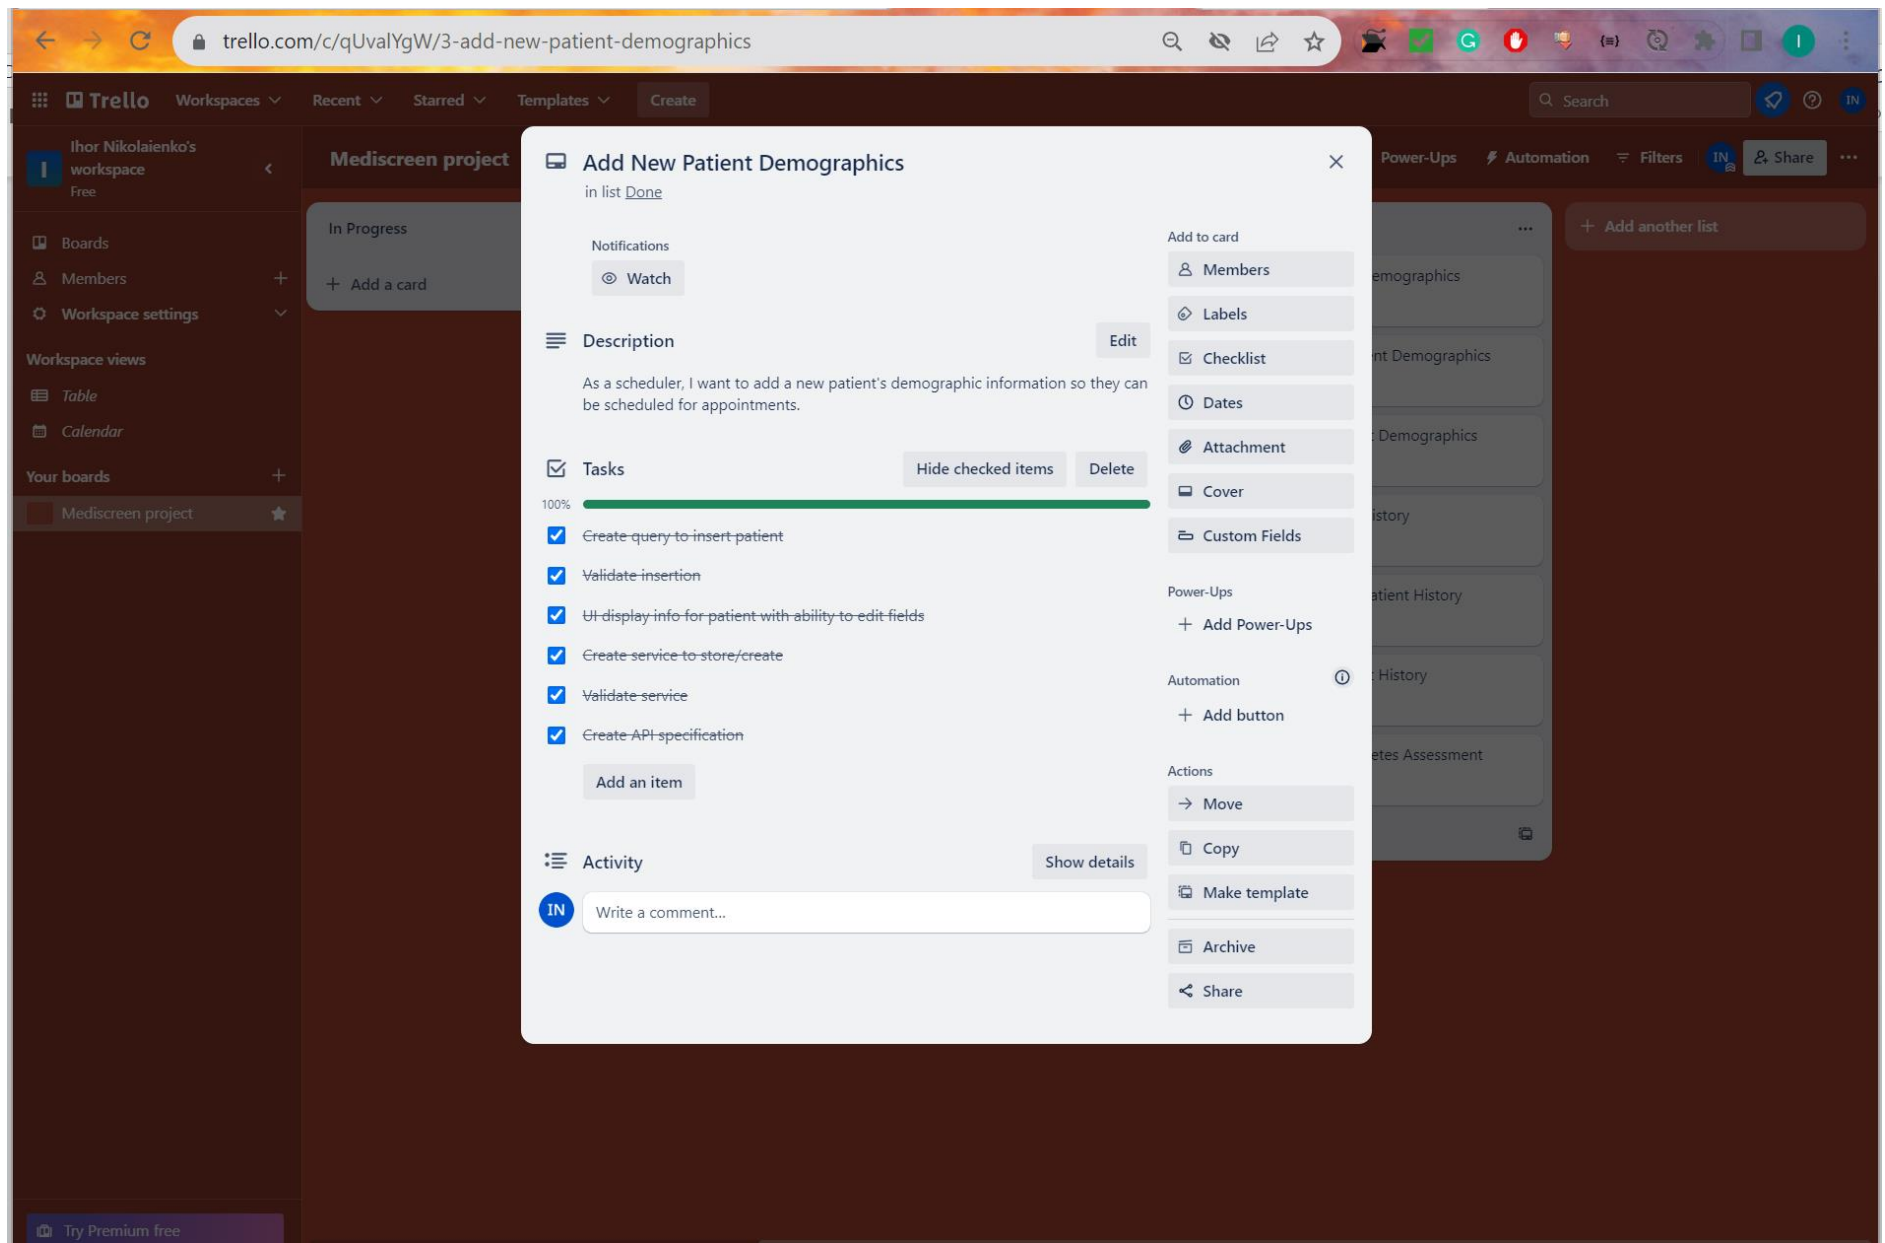 trello.com/c/qUvalYgW/3-add-new-patient-demographics
Trello Workspaces Recent Starred Templates Create Search IN
I Ihor Nikolaienko's
workspace
Free
Boards
Members
Workspace settings
Workspace views
Table
Calendar
Your boards
Mediscreen project
Try Premium free
Mediscreen project Power-Ups Automation Filters IN Share
In Progress
+ Add a card
Add New Patient Demographics
in list Done
Notifications
Watch
Description Edit
As a scheduler, I want to add a new patient's demographic information so they can
be scheduled for appointments.
Tasks Hide checked items Delete
100%
Create query to insert patient
Validate insertion
UI display info for patient with ability to edit fields
Create service to store/create
Validate service
Create API specification
Add an item
Activity Show details
IN Write a comment...
Add to card
Members
Labels
Checklist
Dates
Attachment
Cover
Custom Fields
Power-Ups
+ Add Power-Ups
Automation
+ Add button
Actions
Move
Copy
Make template
Archive
Share
emographics
nt Demographics
Demographics
istory
atient History
History
etes Assessment
+ Add another list